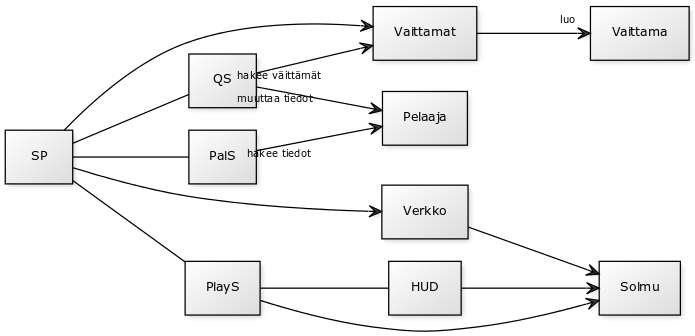 Vaittamat
luo
Vaittama
QS
hakee väittämät
muuttaa tiedot
Pelaaja
SP
PalS
hakee tiedot
Verkko
PlayS
HUD
Solmu